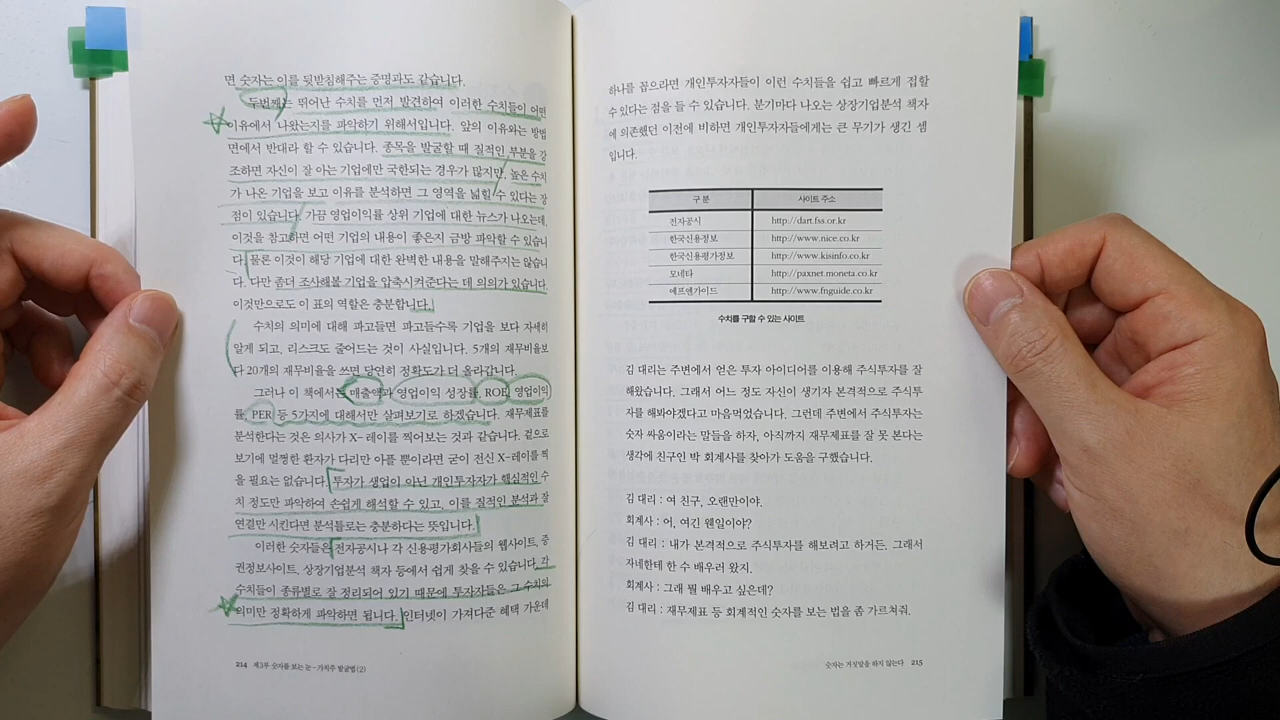 면 숫자는 이를 뒷받침해주는 증명과도 같습니다.
두번째는 뛰어난 수치를 먼저 발견하여 이러한 수치들이 어떤
이유에서 나왔는지를 파악하기 위해서입니다. 앞의 이유와는 방법
면에서 반대라 할 수 있습니다. 종목을 발굴할 때 질적인 부분을 강
조하면 자신이 잘 아는 기업에만 국한되는 경우가 많지만, 높은 수치
가 나온 기업을 보고 이유를 분석하면 그 영역을 넓힐 수 있다는 장
점이 있습니다. 가끔 영업이익률 상위 기업에 대한 뉴스가 나오는데,
이것을 참고하면 어떤 기업의 내용이 좋은지 금방 파악할 수 있습니
다. 물론 이것이 해당 기업에 대한 완벽한 내용을 말해주지는 않습니
다. 다만 좀더 조사해볼 기업을 압축시켜준다는 데 의의가 있습니다.
이것만으로도 이 표의 역할은 충분합니다.
수치의 의미에 대해 파고들면 파고들수록 기업을 보다 자세히
알게 되고, 리스크도 줄어드는 것이 사실입니다. 5개의 재무비율보
다 20개의 재무비율을 쓰면 당연히 정확도가 더 올라갑니다.
그러나 이 책에서는 매출액과 영업이익 성장률, ROE, 영업이익
률, PER 등 5가지에 대해서만 살펴보기로 하겠습니다. 재무제표를
분석한다는 것은 의사가 X-레이를 찍어보는 것과 같습니다. 겉으로
보기에 멀쩡한 환자가 다리만 아플 뿐이라면 굳이 전신 X-레이를 찍
을 필요는 없습니다. 투자가 생업이 아닌 개인투자자가 핵심적인 수
치 정도만 파악하여 손쉽게 해석할 수 있고, 이를 질적인 분석과 잘
연결만 시킨다면 분석틀로는 충분하다는 뜻입니다.
이러한 숫자들은 전자공시나 각 신용평가회사들의 웹사이트, 증
권정보사이트, 상장기업분석 책자 등에서 쉽게 찾을 수 있습니다. 각
수치들이 종류별로 잘 정리되어 있기 때문에 투자자들은 그 수치의
의미만 정확하게 파악하면 됩니다. 인터넷이 가져다준 혜택 가운데
214 제3부 숫자를 보는 눈-가치주 발굴법(2)
하나를 꼽으라면 개인투자자들이 이런 수치들을 쉽고 빠르게 접할
수 있다는 점을 들 수 있습니다. 분기마다 나오는 상장기업분석 책자
에 의존했던 이전에 비하면 개인투자자들에게는 큰 무기가 생긴 셈
입니다.
구 분 사이트 주소
전자공시 http://dart.fss.or.kr
한국신용정보 http://www.nice.co.kr
한국신용평가정보 http://www.kisinfo.co.kr
모네타 http://paxnet.moneta.co.kr
에프엔가이드 http://www.fnguide.co.kr
수치를 구할 수 있는 사이트
김 대리는 주변에서 얻은 투자 아이디어를 이용해 주식투자를 잘
해왔습니다. 그래서 어느 정도 자신이 생기자 본격적으로 주식투
자를 해봐야겠다고 마음먹었습니다. 그런데 주변에서 주식투자는
숫자 싸움이라는 말들을 하자, 아직까지 재무제표를 잘 못 본다는
생각에 친구인 박 회계사를 찾아가 도움을 구했습니다.
김 대리 : 여 친구, 오랜만이야.
회계사 : 어, 여긴 웬일이야?
김 대리 : 내가 본격적으로 주식투자를 해보려고 하거든. 그래서
자네한테 한 수 배우러 왔지.
회계사 : 그래 뭘 배우고 싶은데?
김 대리 : 재무제표 등 회계적인 숫자를 보는 법을 좀 가르쳐줘.
숫자는 거짓말을 하지 않는다 215